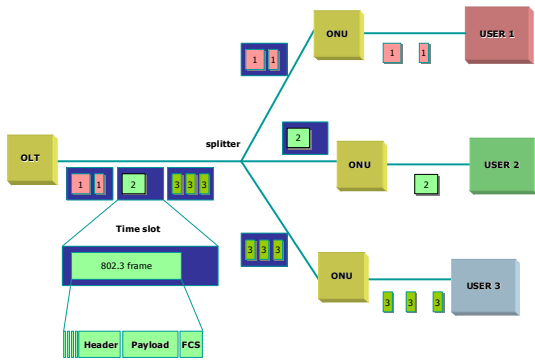 ONU
USER 1
1 1
1 1
splitter
2
OLT
ONU
USER 2
1 1
2
3 3 3
2
Time slot
3 3 3
802.3 frame
ONU
USER 3
3 3 3
Header Payload FCS